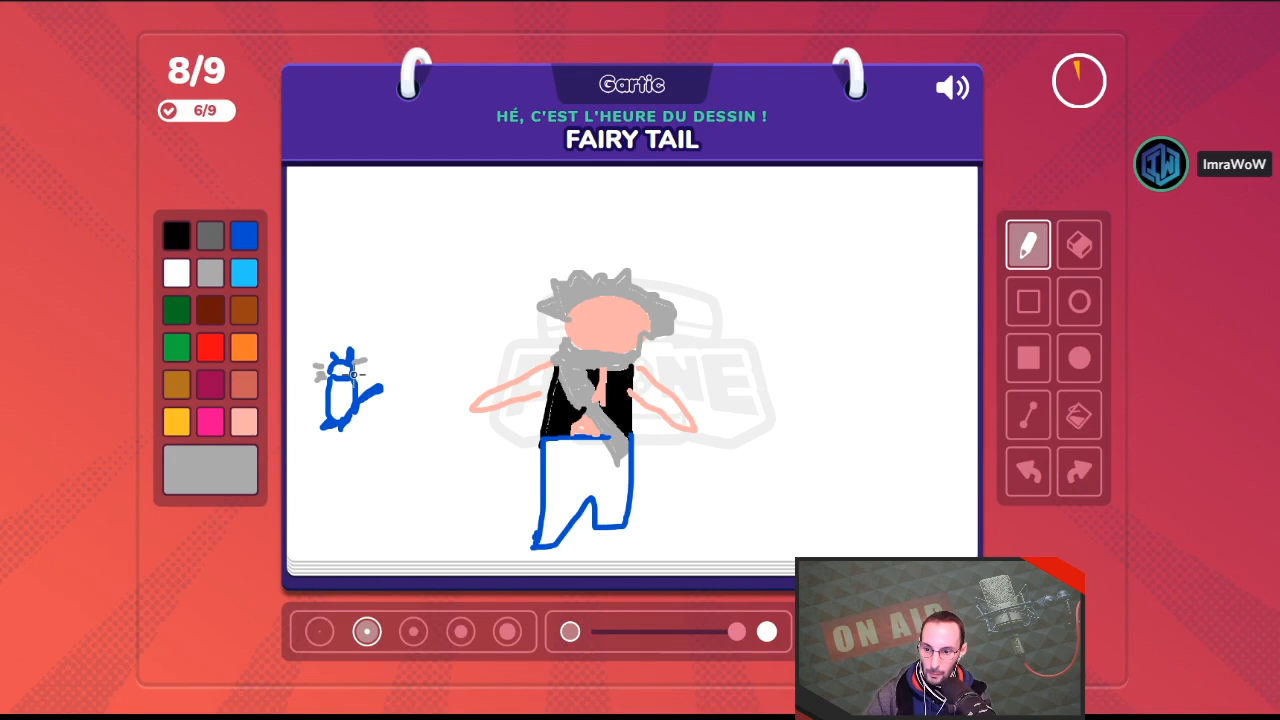 8/9
6/9
Gartic
HÉ, C'EST L'HEURE DU DESSIN !
FAIRY TAIL
ImraWoW
ON AIR